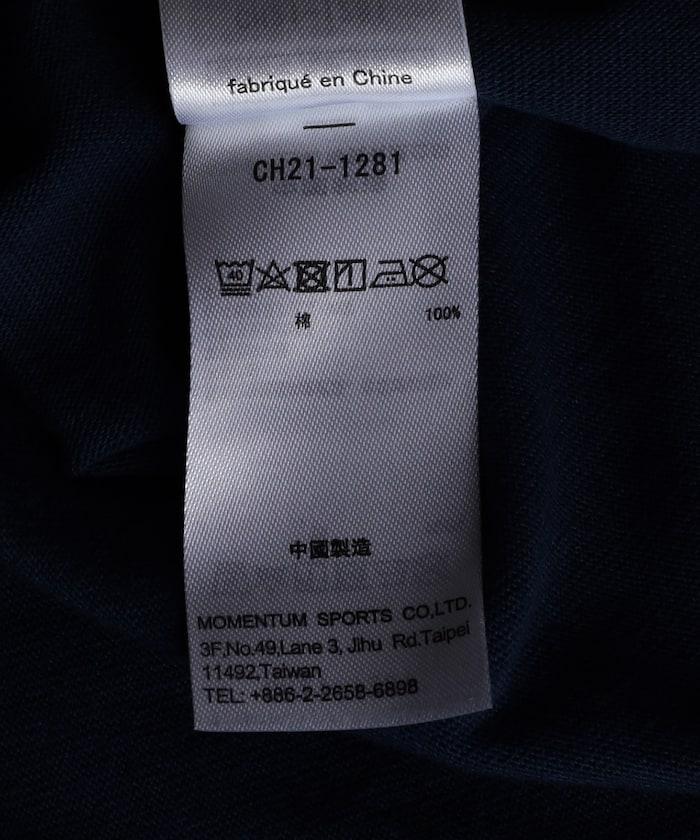 fabriqué en Chine
CH21-1281
40
棉 100%
中國製造
MOMENTUM SPORTS CO,LTD.
3F,No.49,Lane 3, Jihu Rd.Taipei
11492,Taiwan
TEL: +886-2-2658-6898